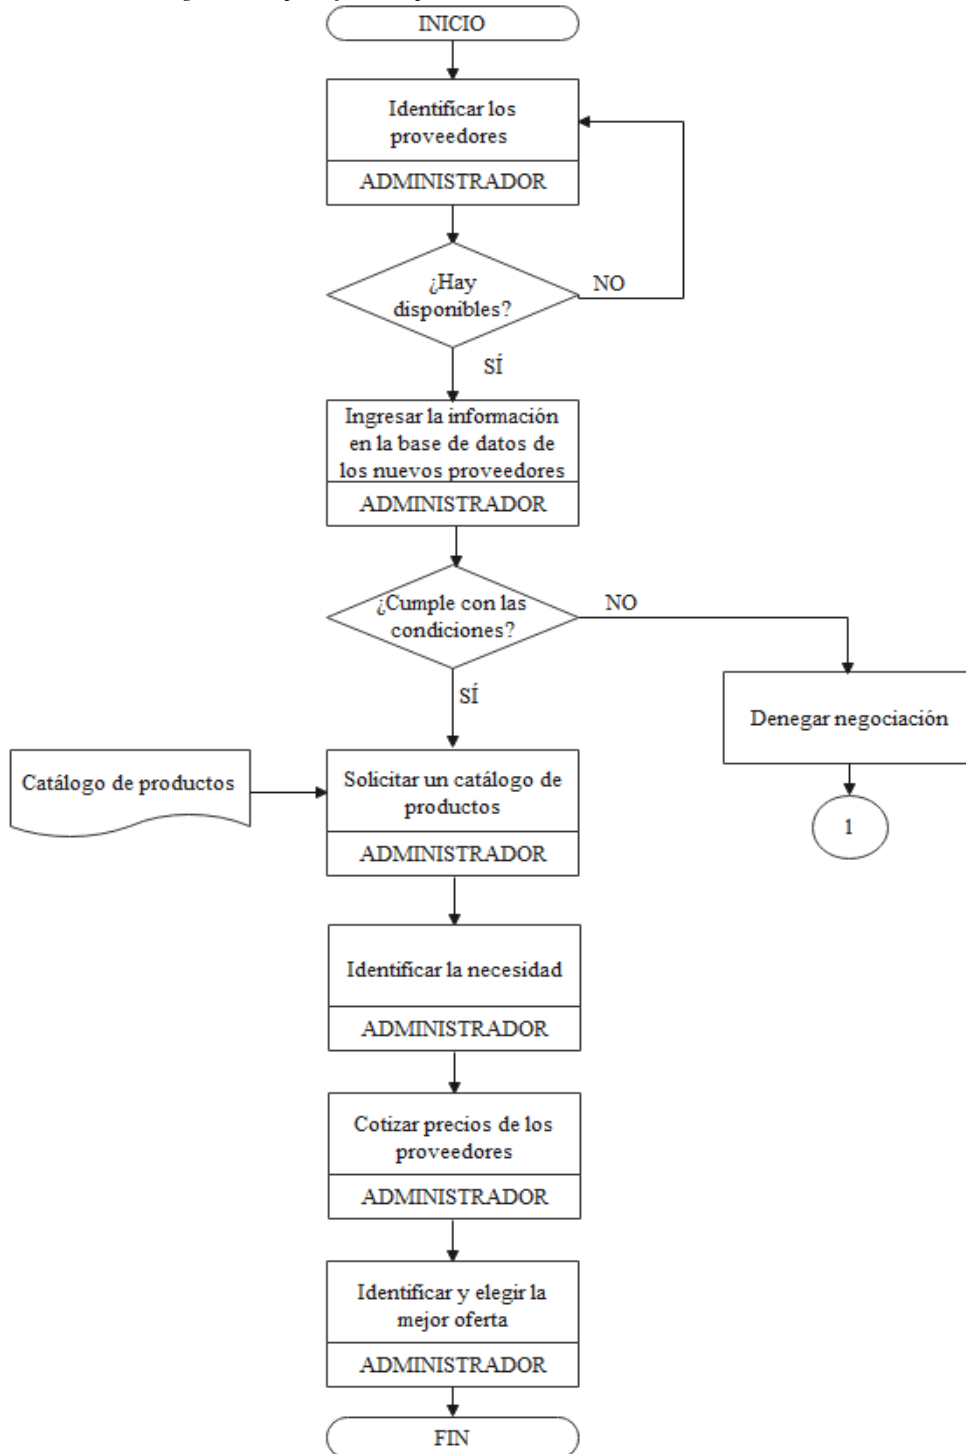 INICIO
Identificar los
proveedores
ADMINISTRADOR
¿Hay
disponibles?
NO
SÍ
Ingresar la información
en la base de datos de
los nuevos proveedores
ADMINISTRADOR
¿Cumple con las
condiciones?
NO
SÍ
Denegar negociación
1
Catálogo de productos
Solicitar un catálogo de
productos
ADMINISTRADOR
Identificar la necesidad
ADMINISTRADOR
Cotizar precios de los
proveedores
ADMINISTRADOR
Identificar y elegir la
mejor oferta
ADMINISTRADOR
FIN